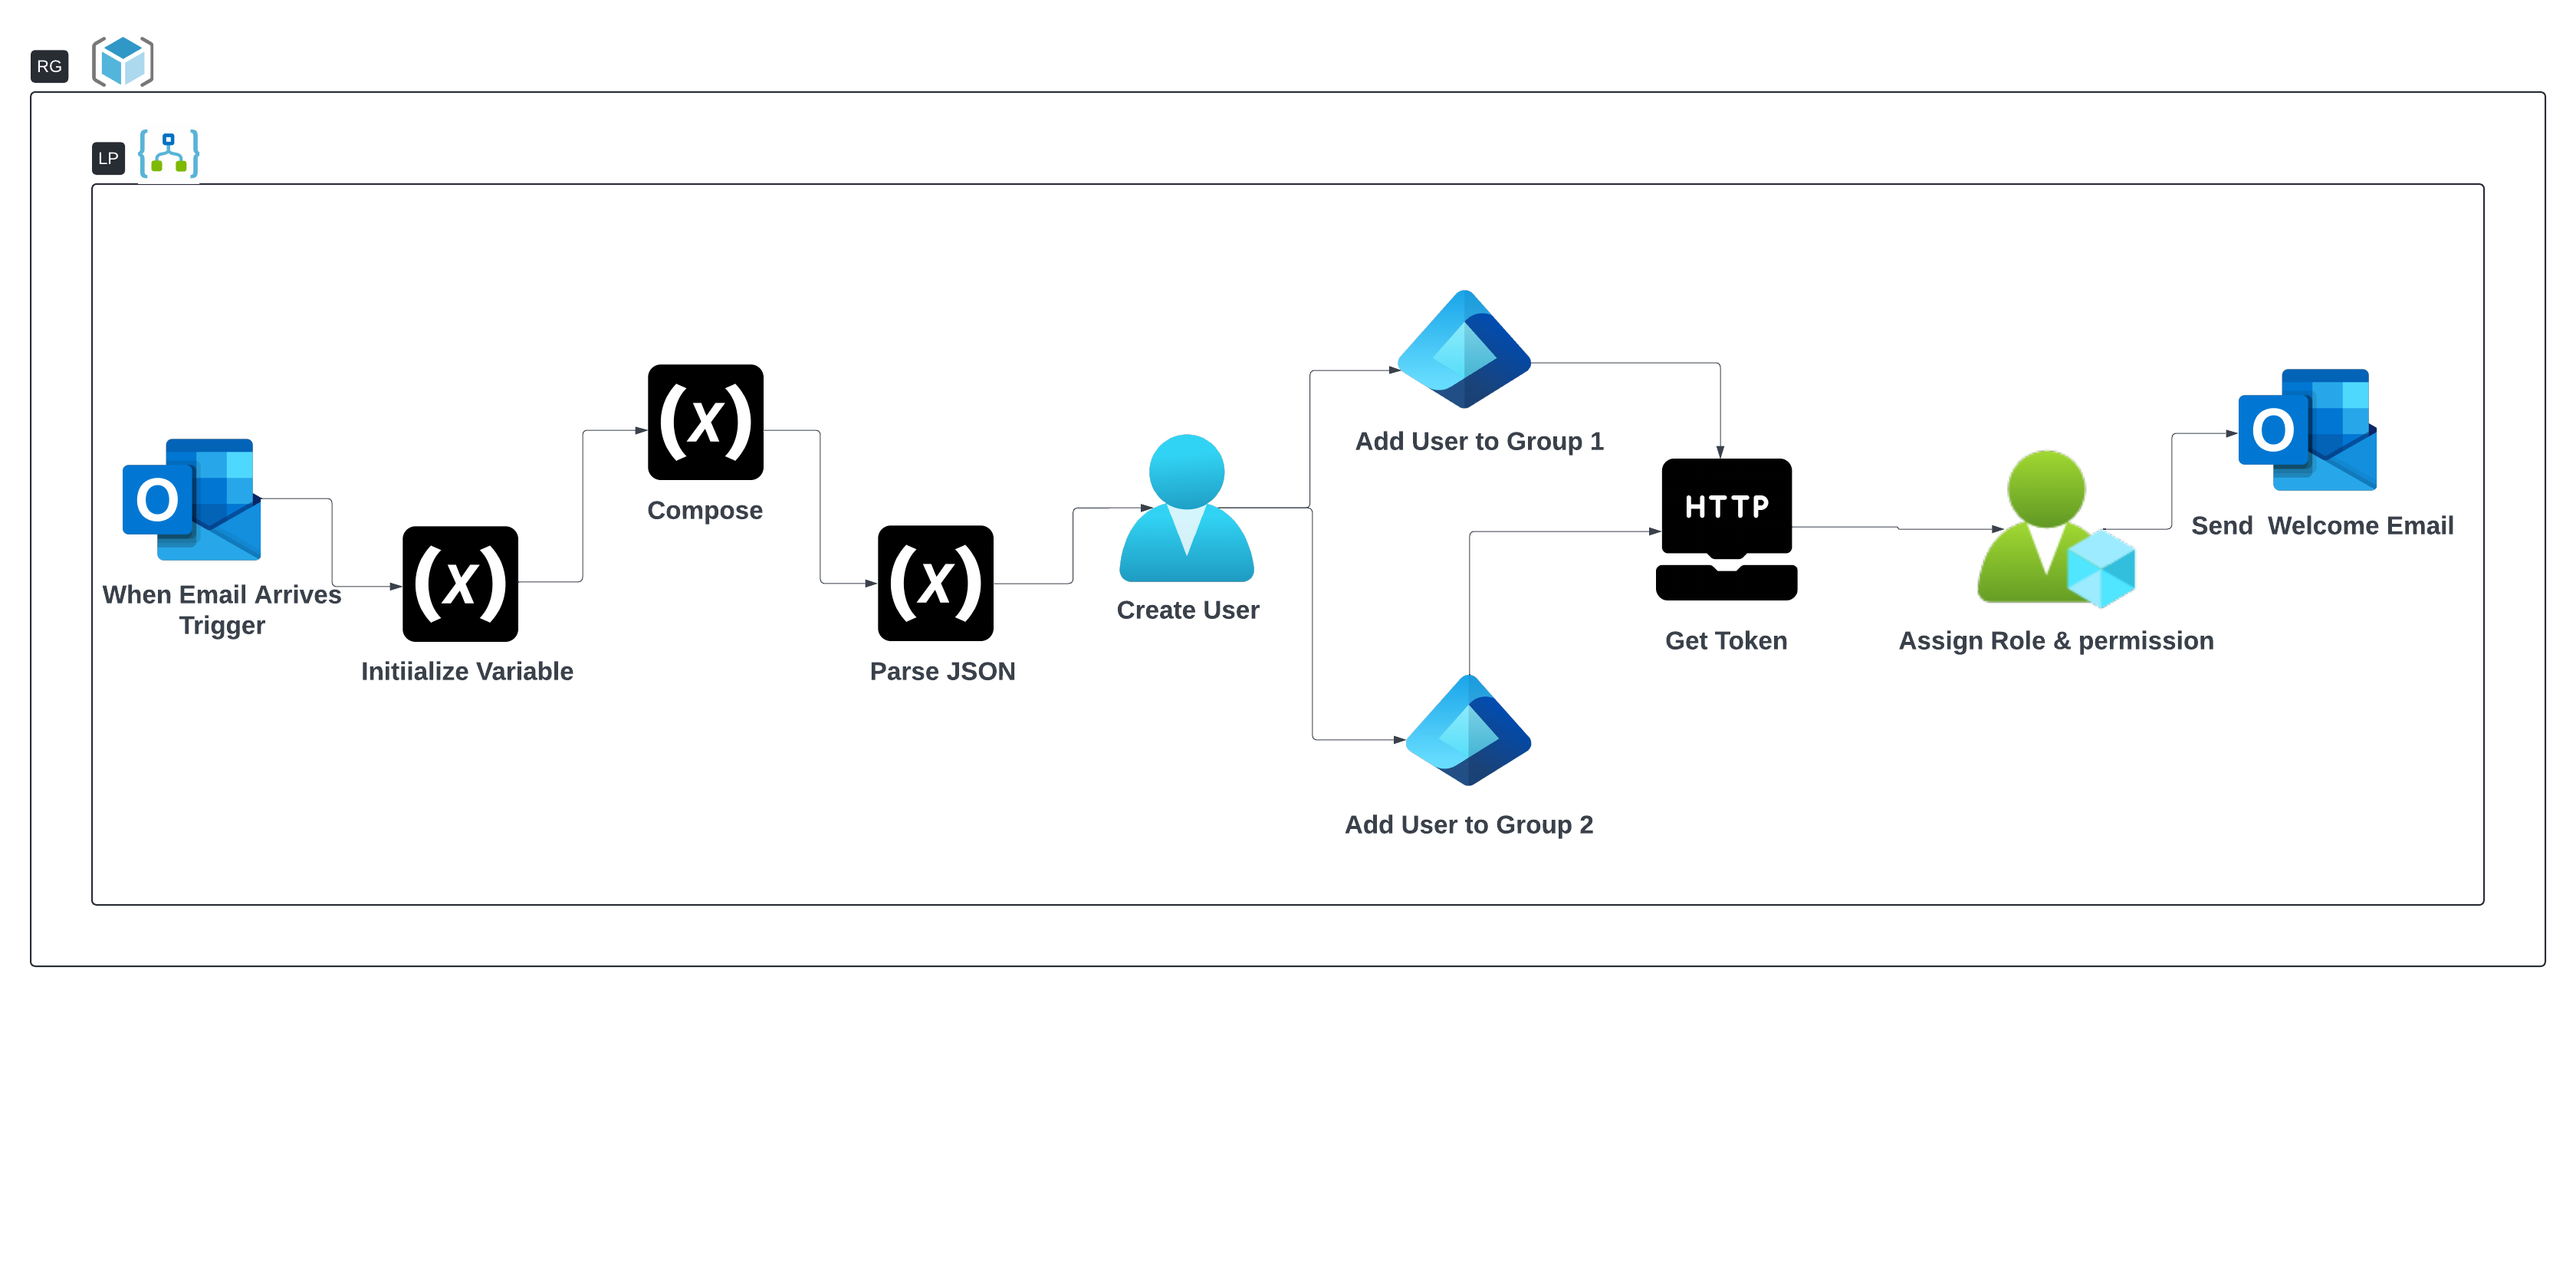 RG
LP
When Email Arrives
Trigger
Initiialize Variable
(x)
Compose
(x)
Parse JSON
(x)
Create User
Add User to Group 1
Add User to Group 2
HTTP
Get Token
Assign Role & permission
Send  Welcome Email
O
O